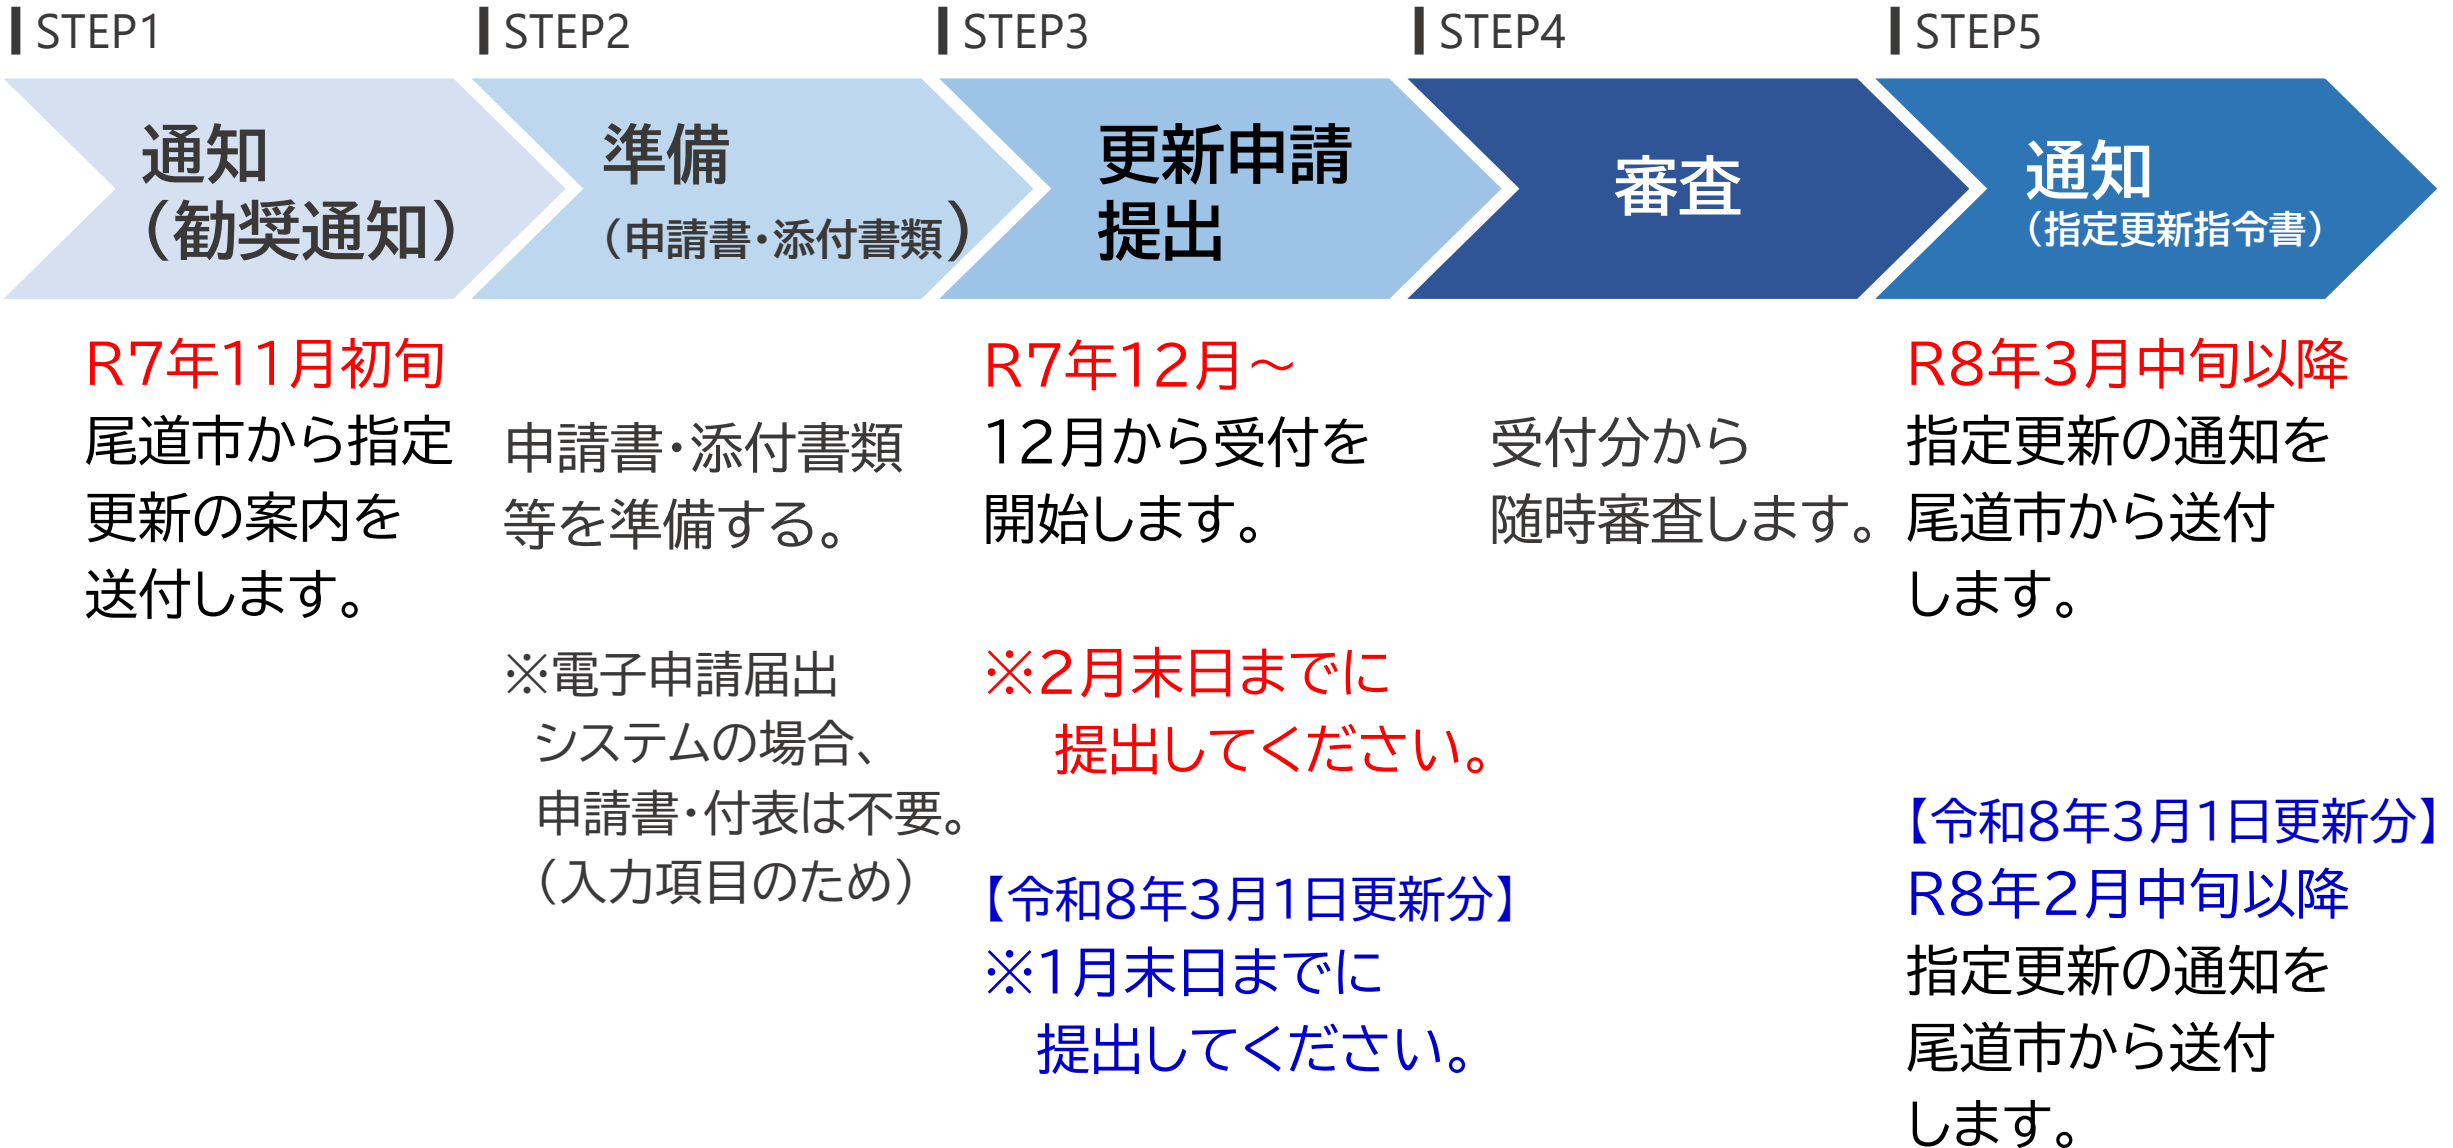 STEP1
通知
（勧奨通知）
R7年11月初旬
尾道市から指定
更新の案内を
送付します。
STEP2
準備
（申請書・添付書類）
申請書・添付書類
等を準備する。
※電子申請届出
システムの場合、
申請書・付表は不要。
（入力項目のため）
STEP3
更新申請
提出
R7年12月～
12月から受付を
開始します。
※2月末日までに
提出してください。
【令和8年3月1日更新分】
※1月末日までに
提出してください。
STEP4
審査
受付分から
随時審査します。
STEP5
通知
（指定更新指令書）
R8年3月中旬以降
指定更新の通知を
尾道市から送付
します。
【令和8年3月1日更新分】
R8年2月中旬以降
指定更新の通知を
尾道市から送付
します。